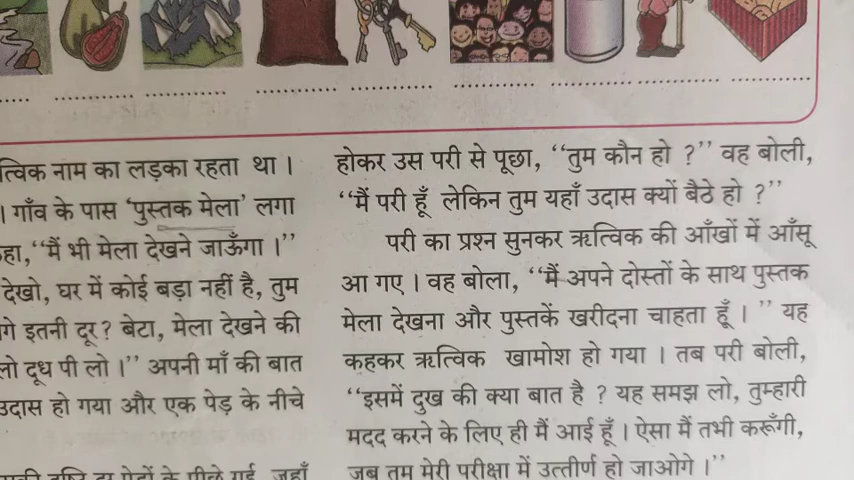 त्विक नाम का लड़का रहता था ।
। गाँव के पास ‘पुस्तक मेला’ लगा
हा, ‘‘मैं भी मेला देखने जाऊँगा ।’’
देखो, घर में कोई बड़ा नहीं है, तुम
गे इतनी दूर? बेटा, मेला देखने की
लो दूध पी लो ।’’ अपनी माँ की बात
उदास हो गया और एक पेड़ के नीचे
होकर उस परी से पूछा, ‘‘तुम कौन हो ?’’ वह बोली,
‘‘मैं परी हूँ लेकिन तुम यहाँ उदास क्यों बैठे हो ?’’
परी का प्रश्न सुनकर ऋत्विक की आँखों में आँसू
आ गए । वह बोला, ‘‘मैं अपने दोस्तों के साथ पुस्तक
मेला देखना और पुस्तकें खरीदना चाहता हूँ । ’’ यह
कहकर ऋत्विक खामोश हो गया । तब परी बोली,
‘‘इसमें दुख की क्या बात है ? यह समझ लो, तुम्हारी
मदद करने के लिए ही मैं आई हूँ । ऐसा मैं तभी करूँगी,
जब तुम मेरी परीक्षा में उत्तीर्ण हो जाओगे ।’’